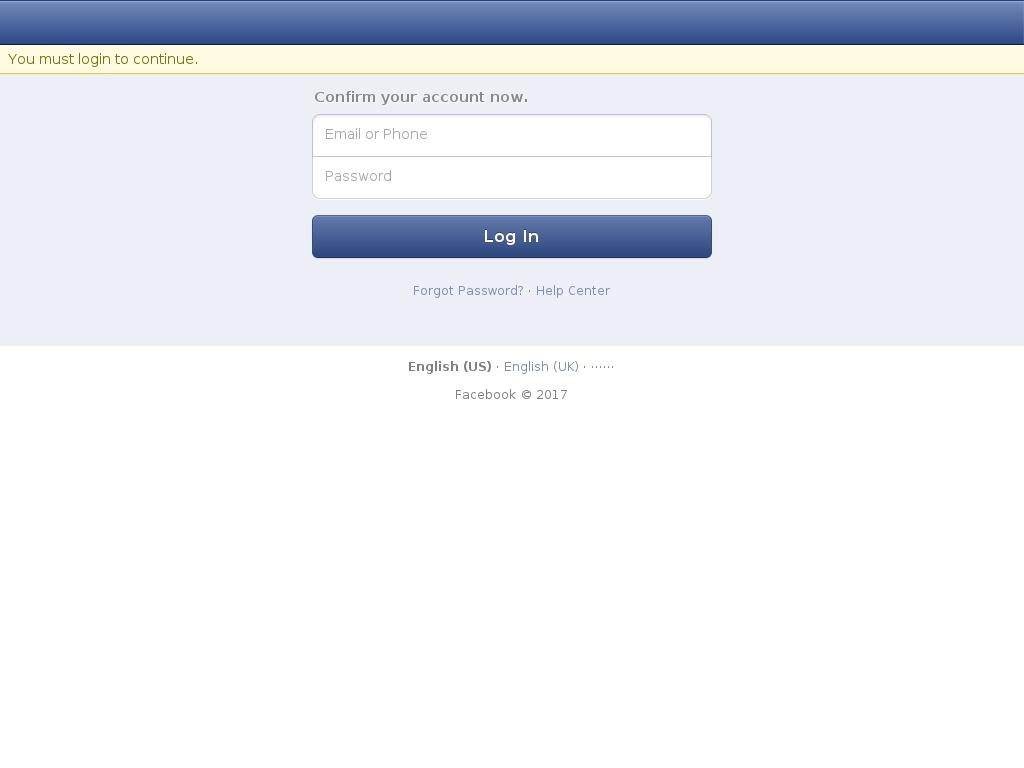 You must login to continue.
Confirm your account now.
Email or Phone
Password
Log In
Forgot Password? · Help Center
English (US) · English (UK) · ······
Facebook © 2017